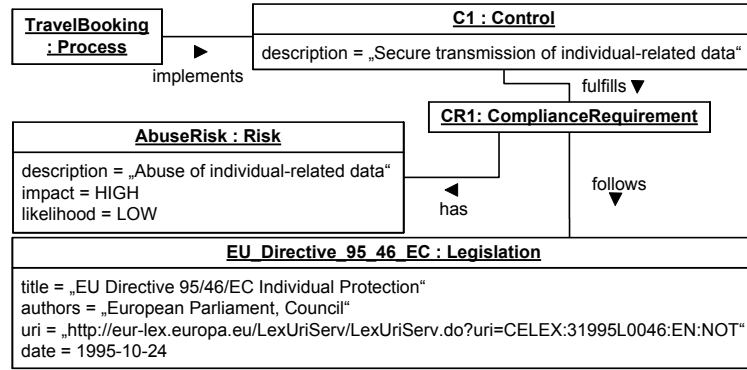 TravelBooking
: Process
implements
C1 : Control
description = „Secure transmission of individual-related data“
fulfills
CR1: ComplianceRequirement
AbuseRisk : Risk
description = „Abuse of individual-related data“
impact = HIGH
likelihood = LOW
has
follows
EU_Directive_95_46_EC : Legislation
title = „EU Directive 95/46/EC Individual Protection“
authors = „European Parliament, Council“
uri = „http://eur-lex.europa.eu/LexUriServ/LexUriServ.do?uri=CELEX:31995L0046:EN:NOT“
date = 1995-10-24